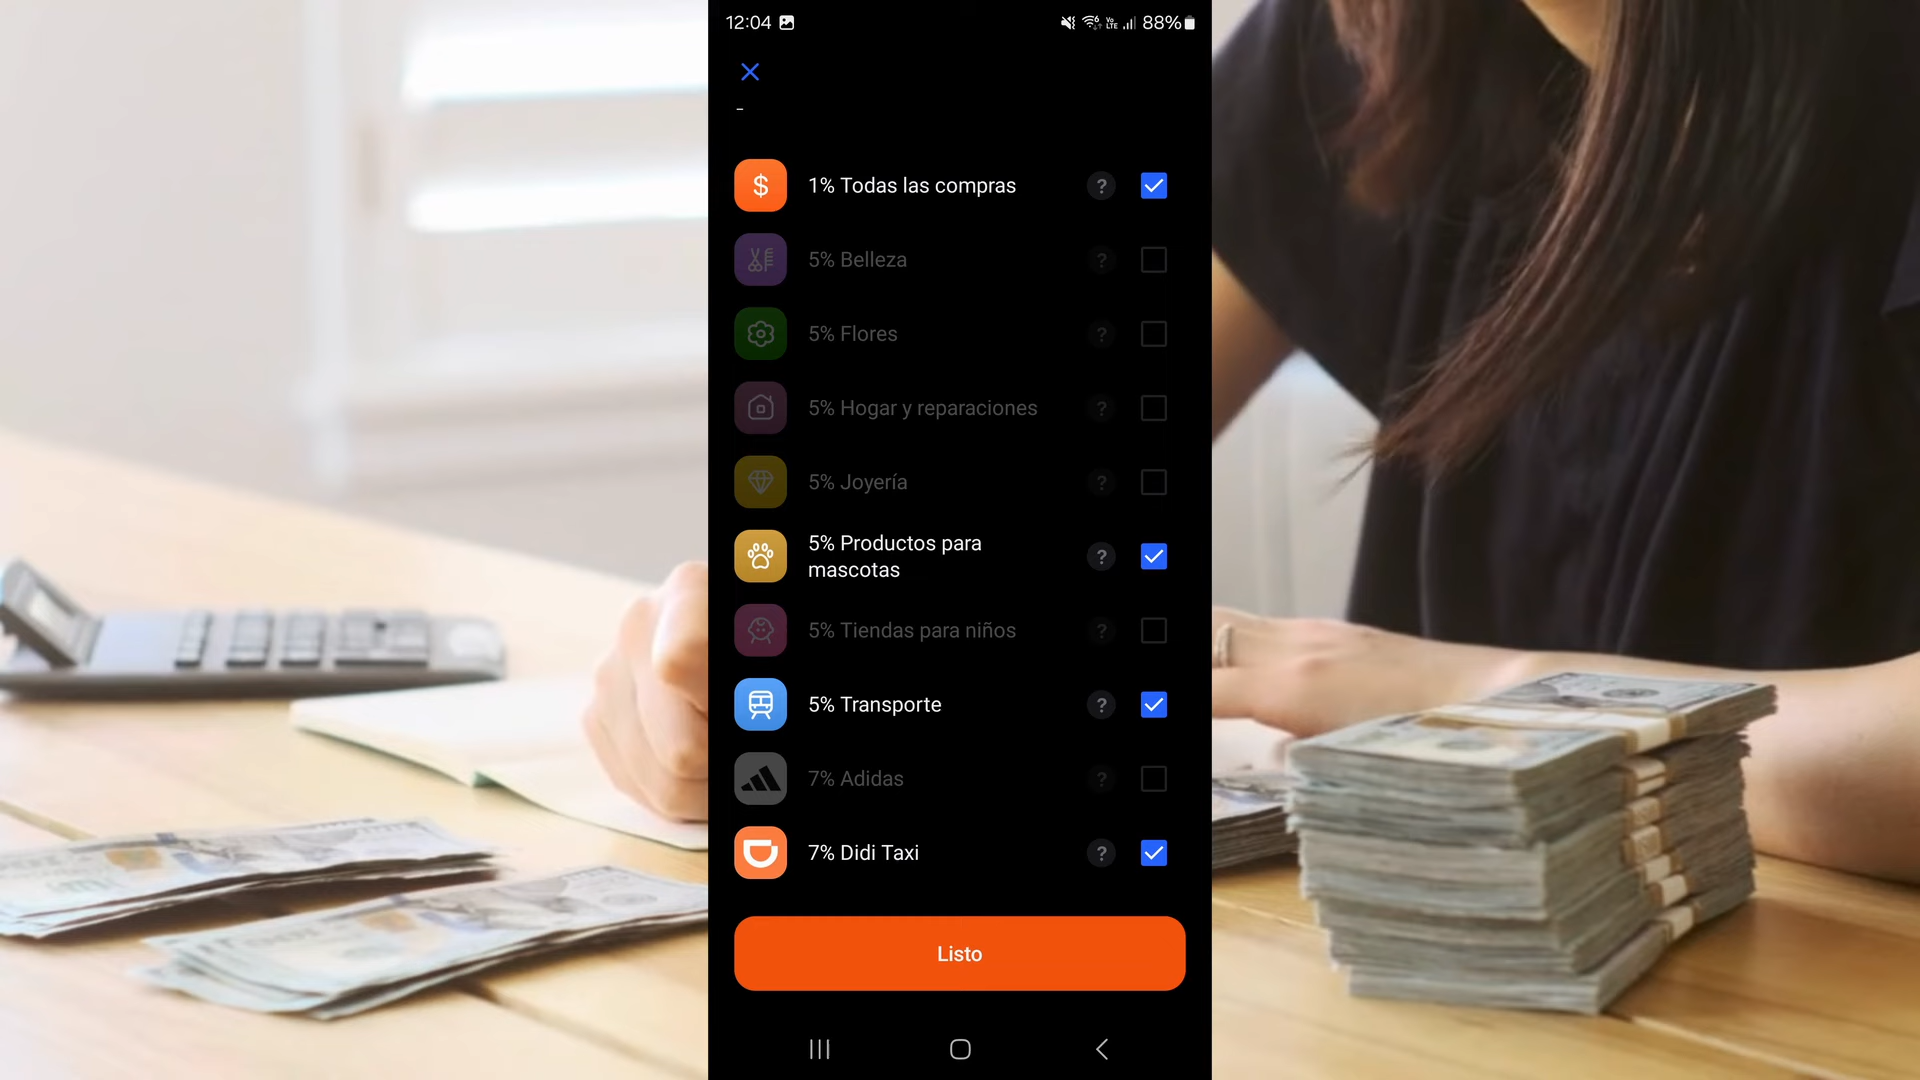 12:04
88%
-
1% Todas las compras ?
5% Belleza ?
5% Flores ?
5% Hogar y reparaciones ?
5% Joyería ?
5% Productos para
mascotas ?
5% Tiendas para niños ?
5% Transporte ?
7% Adidas ?
7% Didi Taxi ?
Listo